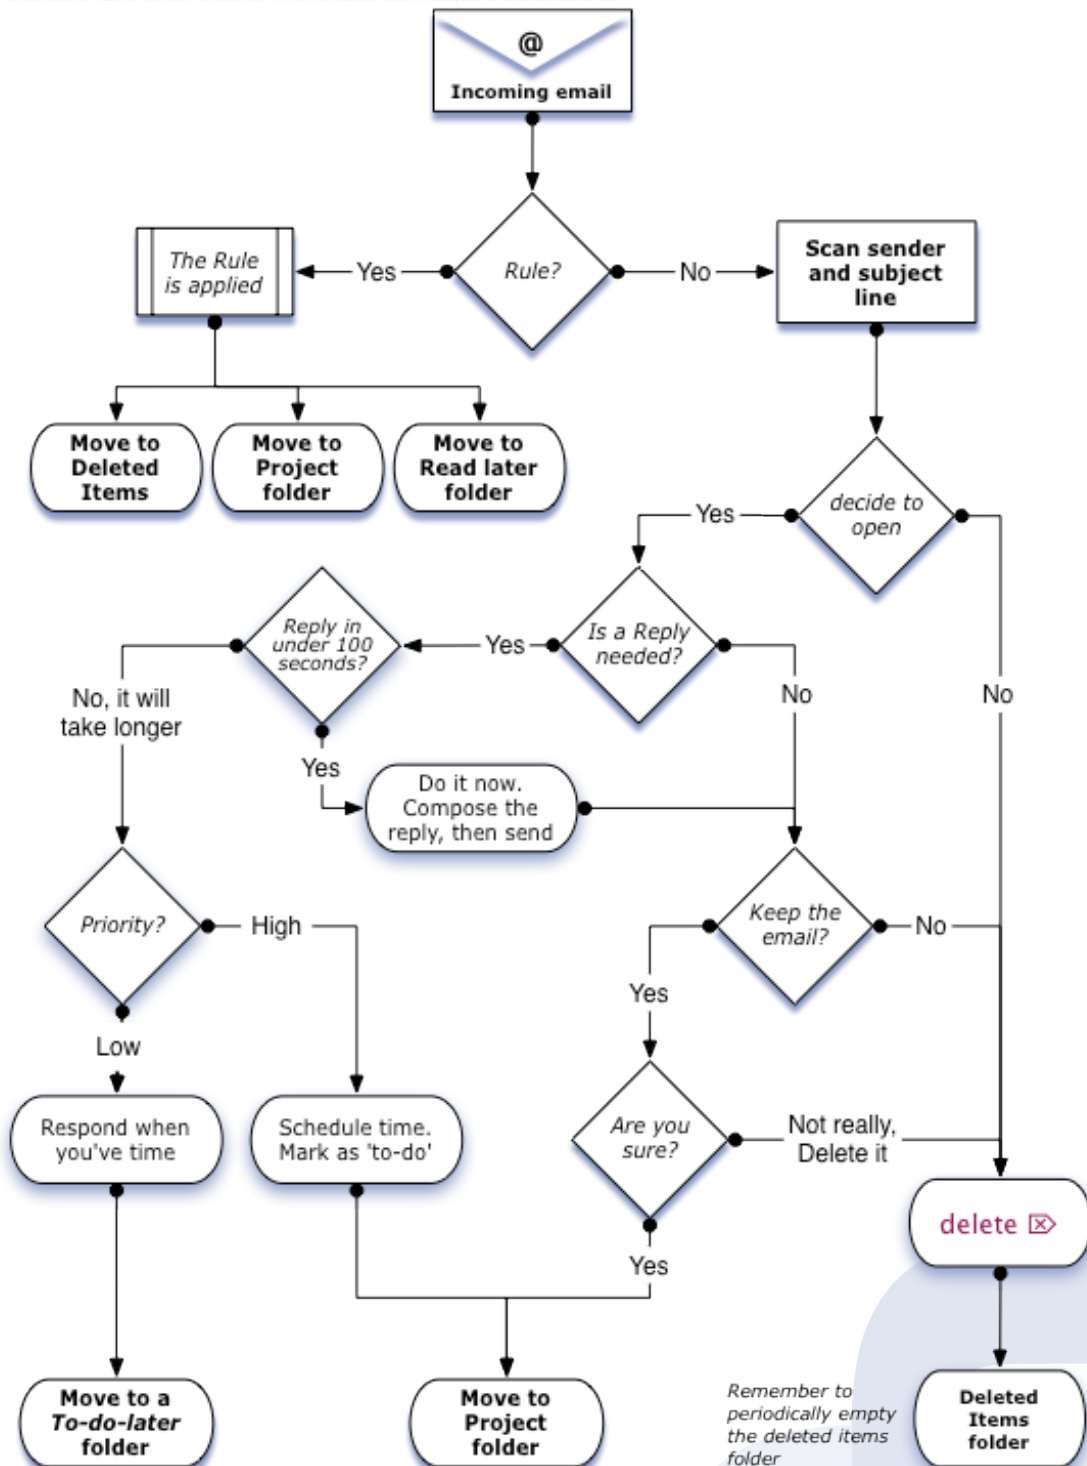 @
Incoming email
The Rule
is applied
Yes
Rule?
No
Scan sender
and subject
line
Move to
Deleted
Items
Move to
Project
folder
Move to
Read later
folder
Yes
decide to
open
Reply in
under 100
seconds?
Yes
Is a Reply
needed?
No, it will
take longer
No
No
Yes
Do it now.
Compose the
reply, then send
Priority?
High
Keep the
email?
No
Yes
Low
Respond when
you've time
Schedule time.
Mark as 'to-do'
Are you
sure?
Not really,
Delete it
delete
Yes
Move to a
To-do-later
folder
Move to
Project
folder
Remember to
periodically empty
the deleted items
folder
Deleted
Items
folder